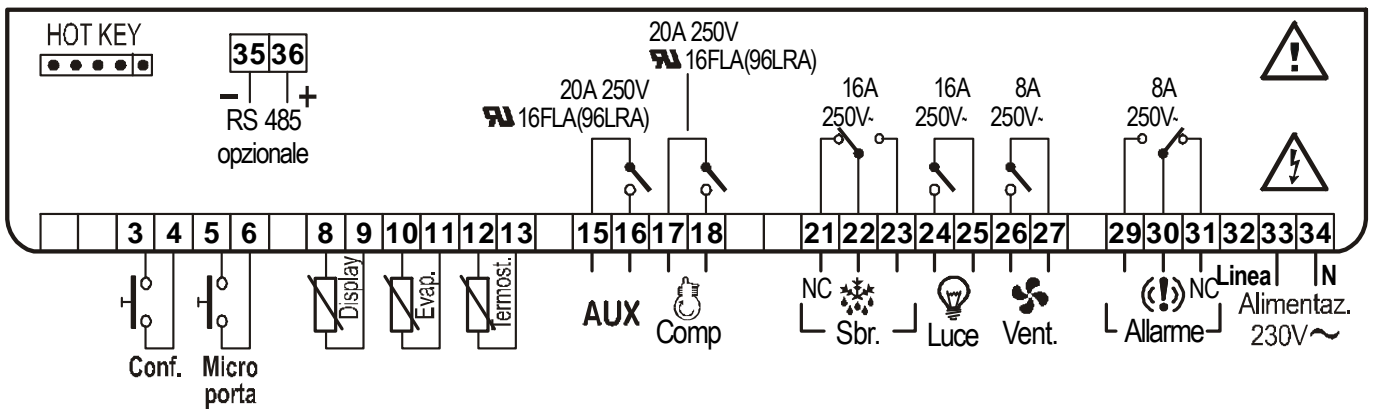 HOT KEY
35 36
− +
RS 485
opzionale
20A 250V
16FLA(96LRA)
20A 250V
16FLA(96LRA)
16A
250V~
16A
250V~
8A
250V~
8A
250V~
3 4 5 6 8 9 10 11 12 13 15 16 17 18 21 22 23 24 25 26 27 29 30 31 32 33 34
Conf.
Micro
porta
Display
Evap.
Termost.
AUX
Comp
NC
Sbr.
Luce
Vent.
NC
Allarme
Linea N
Alimentaz.
230V~